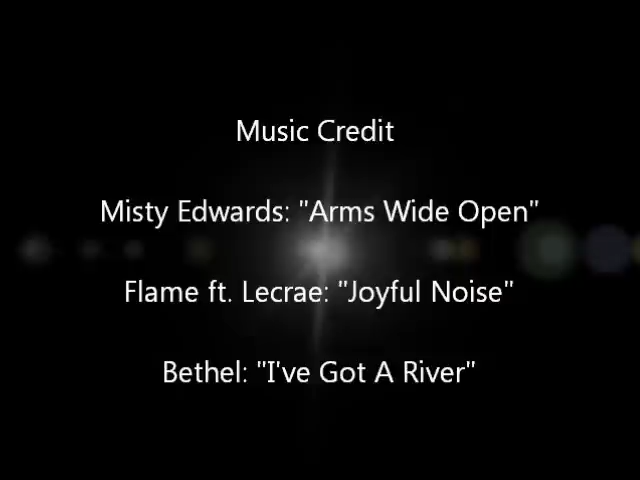 Music Credit
Misty Edwards: "Arms Wide Open"
Flame ft. Lecrae: "Joyful Noise"
Bethel: "I've Got A River"